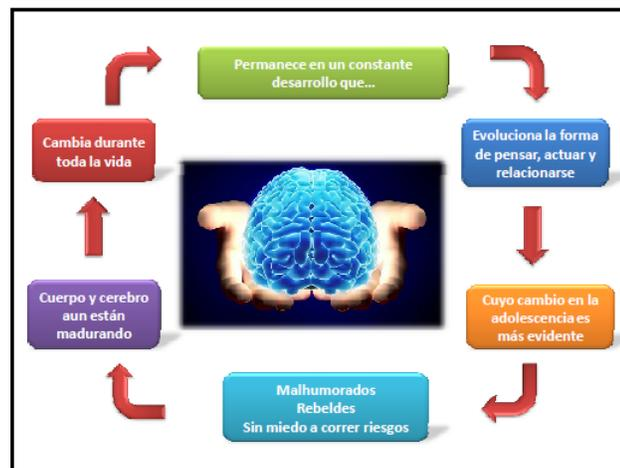 Permanece en un constante
desarrollo que...
Evoluciona la forma
de pensar, actuar y
relacionarse
Cuyo cambio en la
adolescencia es
más evidente
Malhumorados
Rebeldes
Sin miedo a correr riesgos
Cuerpo y cerebro
aun están
madurando
Cambia durante
toda la vida